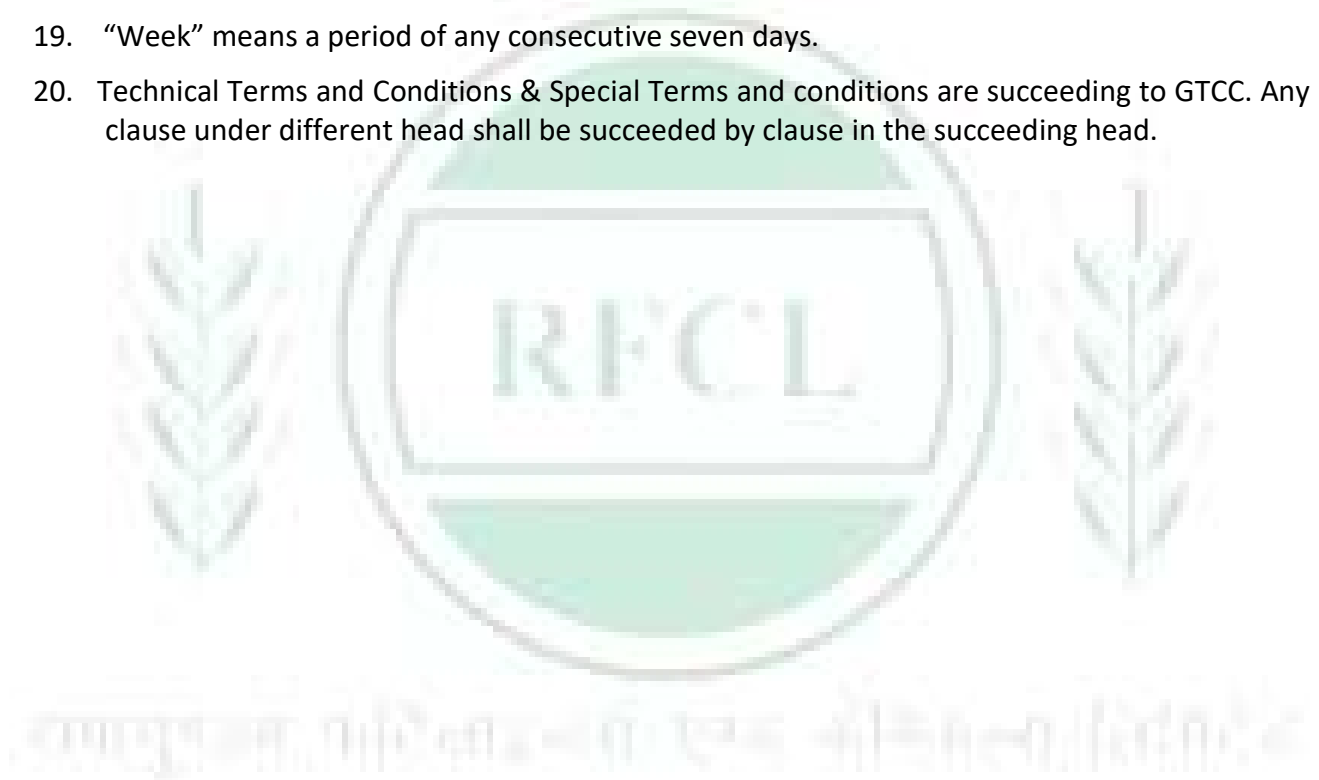 19. “Week” means a period of any consecutive seven days.
20. Technical Terms and Conditions & Special Terms and conditions are succeeding to GTCC. Any
clause under different head shall be succeeded by clause in the succeeding head.
RFCL